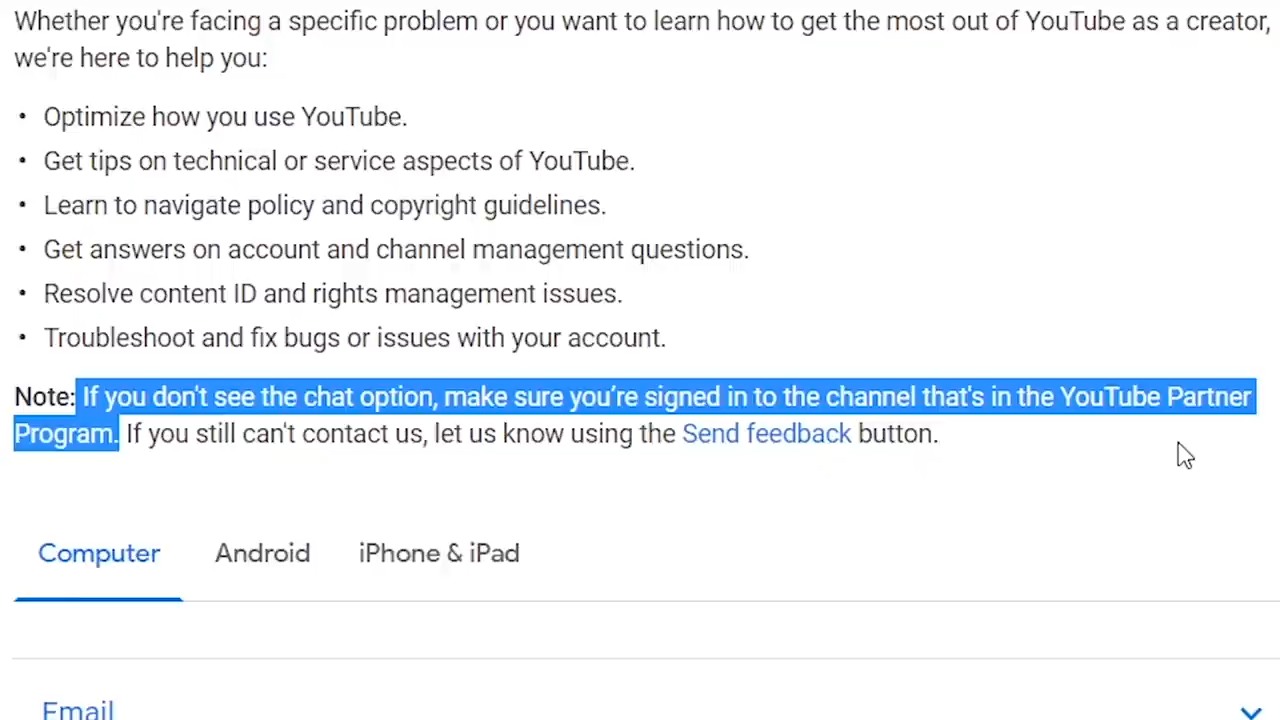 Whether you're facing a specific problem or you want to learn how to get the most out of YouTube as a creator,
we're here to help you:
• Optimize how you use YouTube.
• Get tips on technical or service aspects of YouTube.
• Learn to navigate policy and copyright guidelines.
• Get answers on account and channel management questions.
• Resolve content ID and rights management issues.
• Troubleshoot and fix bugs or issues with your account.
Note: If you don't see the chat option, make sure you’re signed in to the channel that's in the YouTube Partner
Program. If you still can't contact us, let us know using the Send feedback button.
Computer Android iPhone & iPad
Email